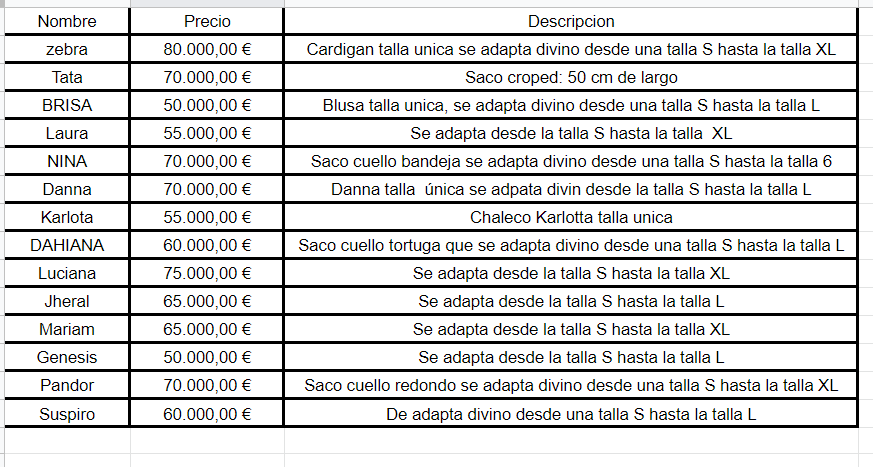 Nombre Precio Descripcion
zebra 80.000,00 € Cardigan talla unica se adapta divino desde una talla S hasta la talla XL
Tata 70.000,00 € Saco croped: 50 cm de largo
BRISA 50.000,00 € Blusa talla unica, se adapta divino desde una talla S hasta la talla L
Laura 55.000,00 € Se adapta desde la talla S hasta la talla  XL
NINA 70.000,00 € Saco cuello bandeja se adapta divino desde una talla S hasta la talla 6
Danna 70.000,00 € Danna talla  única se adpata divin desde la talla S hasta la talla L
Karlota 55.000,00 € Chaleco Karlotta talla unica
DAHIANA 60.000,00 € Saco cuello tortuga que se adapta divino desde una talla S hasta la talla L
Luciana 75.000,00 € Se adapta desde la talla S hasta la talla XL
Jheral 65.000,00 € Se adapta desde la talla S hasta la talla L
Mariam 65.000,00 € Se adapta desde la talla S hasta la talla XL
Genesis 50.000,00 € Se adapta desde la talla S hasta la talla L
Pandor 70.000,00 € Saco cuello redondo se adapta divino desde una talla S hasta la talla XL
Suspiro 60.000,00 € De adapta divino desde una talla S hasta la talla L